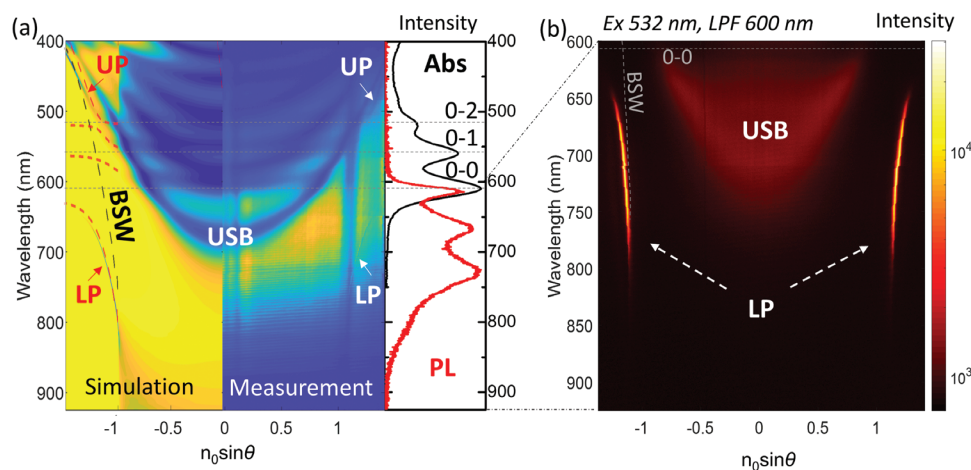 (a)
Intensity
400
500
600
700
800
900
Wavelength (nm)
UP
BSW
LP
USB
Simulation
UP
LP
Measurement
-1
-0.5
0
0.5
1
n0sinθ
Abs
0-2
0-1
0-0
PL
400
500
600
700
800
900
(b)
Ex 532 nm, LPF 600 nm
Intensity
600
650
700
750
800
850
900
Wavelength (nm)
0-0
BSW
USB
LP
-1
-0.5
0
0.5
1
n0sinθ
10^4
10^3